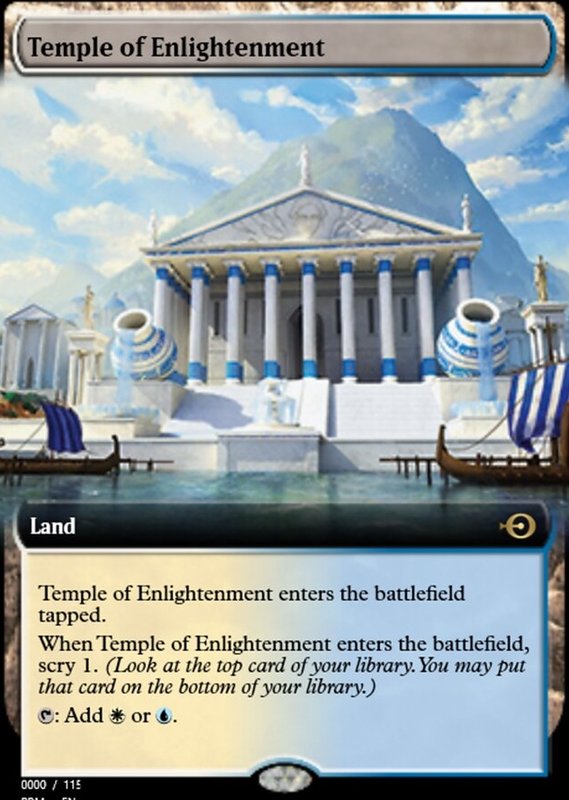 Temple of Enlightenment
Land
Temple of Enlightenment enters the battlefield
tapped.
When Temple of Enlightenment enters the battlefield,
scry 1. (Look at the top card of your library. You may put
that card on the bottom of your library.)
: Add or .
0000 / 115